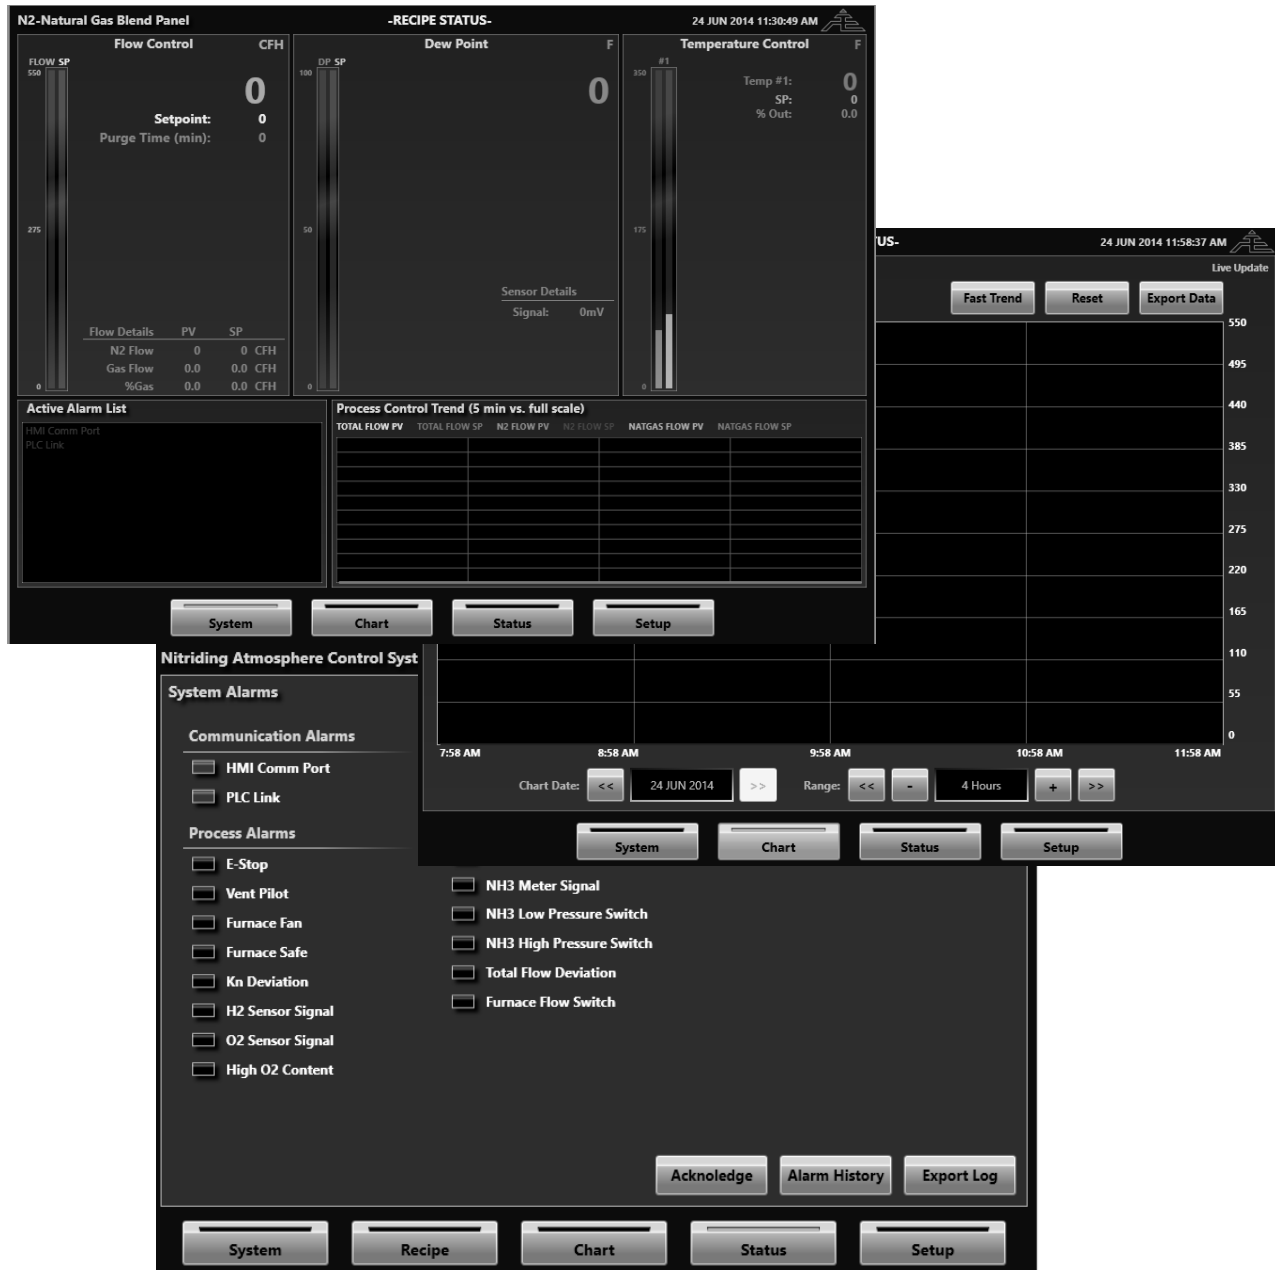 N2-Natural Gas Blend Panel
-RECIPE STATUS-
24 JUN 2014 11:30:49 AM
Flow Control CFH
FLOW SP
550
275
0
0
Setpoint: 0
Purge Time (min): 0
Flow Details PV SP
N2 Flow 0 0 CFH
Gas Flow 0.0 0.0 CFH
%Gas 0.0 0.0 CFH
Dew Point F
DP SP
100
50
0
0
Sensor Details
Signal: 0mV
Temperature Control F
#1
350
175
0
Temp #1: 0
SP: 0
% Out: 0.0
Active Alarm List
HMI Comm Port
PLC Link
Process Control Trend (5 min vs. full scale)
TOTAL FLOW PV TOTAL FLOW SP N2 FLOW PV N2 FLOW SP NATGAS FLOW PV NATGAS FLOW SP
System Chart Status Setup
TUS-
24 JUN 2014 11:58:37 AM
Live Update
Fast Trend Reset Export Data
550
495
440
385
330
275
220
165
110
55
0
7:58 AM 8:58 AM 9:58 AM 10:58 AM 11:58 AM
Chart Date: << 24 JUN 2014 >> Range: << - 4 Hours + >>
System Chart Status Setup
Nitriding Atmosphere Control Syst
System Alarms
Communication Alarms
HMI Comm Port
PLC Link
Process Alarms
E-Stop
Vent Pilot
Furnace Fan
Furnace Safe
Kn Deviation
H2 Sensor Signal
O2 Sensor Signal
High O2 Content
NH3 Meter Signal
NH3 Low Pressure Switch
NH3 High Pressure Switch
Total Flow Deviation
Furnace Flow Switch
Acknoledge Alarm History Export Log
System Recipe Chart Status Setup